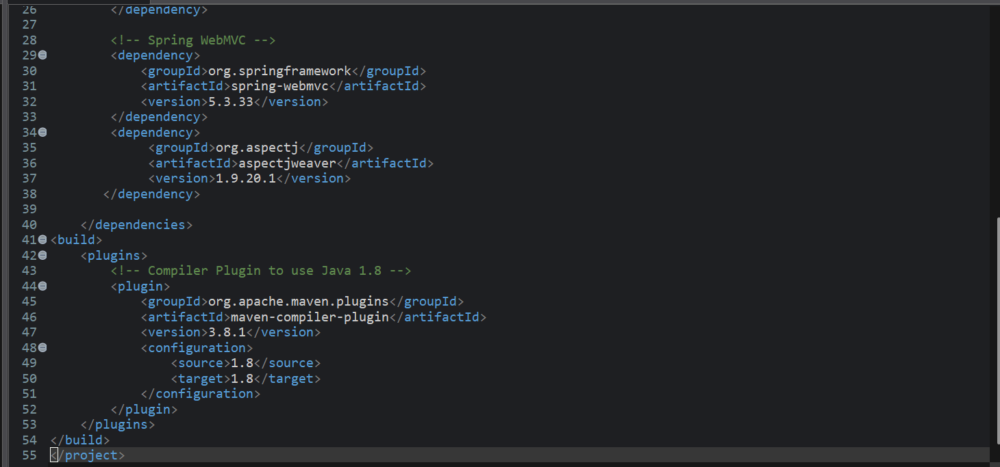 26 </dependency>
27
28 <!-- Spring WebMVC -->
29 <dependency>
30 <groupId>org.springframework</groupId>
31 <artifactId>spring-webmvc</artifactId>
32 <version>5.3.33</version>
33 </dependency>
34 <dependency>
35 <groupId>org.aspectj</groupId>
36 <artifactId>aspectjweaver</artifactId>
37 <version>1.9.20.1</version>
38 </dependency>
39
40 </dependencies>
41 <build>
42 <plugins>
43 <!-- Compiler Plugin to use Java 1.8 -->
44 <plugin>
45 <groupId>org.apache.maven.plugins</groupId>
46 <artifactId>maven-compiler-plugin</artifactId>
47 <version>3.8.1</version>
48 <configuration>
49 <source>1.8</source>
50 <target>1.8</target>
51 </configuration>
52 </plugin>
53 </plugins>
54 </build>
55 </project>